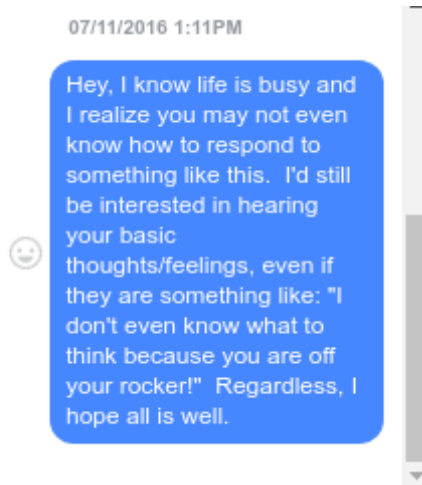 07/11/2016 1:11PM
Hey, I know life is busy and
I realize you may not even
know how to respond to
something like this.  I'd still
be interested in hearing
your basic
thoughts/feelings, even if
they are something like: "I
don't even know what to
think because you are off
your rocker!"  Regardless, I
hope all is well.